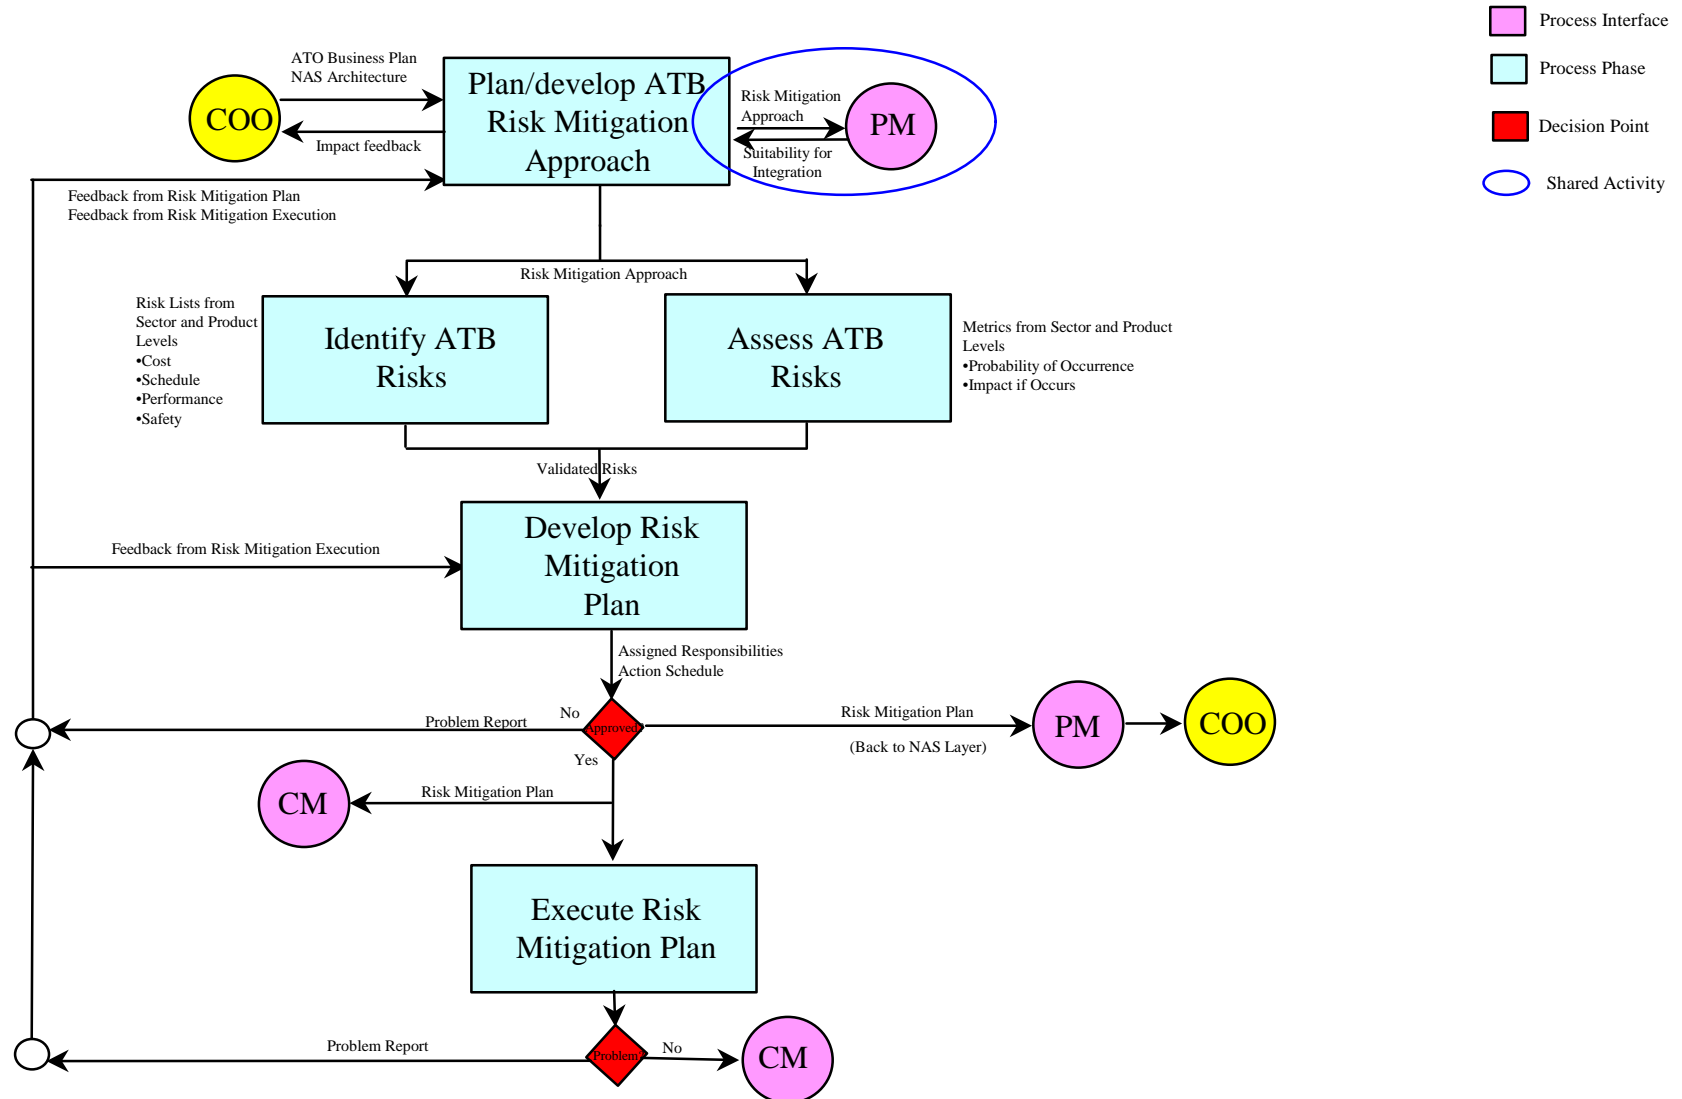 Process Interface
Process Phase
Decision Point
Shared Activity
ATO Business Plan
NAS Architecture
COO
Impact feedback
Plan/develop ATB
Risk Mitigation
Approach
Risk Mitigation
Approach
PM
Suitability for
Integration
Feedback from Risk Mitigation Plan
Feedback from Risk Mitigation Execution
Risk Mitigation Approach
Risk Lists from
Sector and Product
Levels
•Cost
•Schedule
•Performance
•Safety
Identify ATB
Risks
Assess ATB
Risks
Metrics from Sector and Product
Levels
•Probability of Occurrence
•Impact if Occurs
Validated Risks
Feedback from Risk Mitigation Execution
Develop Risk
Mitigation
Plan
Assigned Responsibilities
Action Schedule
Problem Report
No
Approved?
Yes
Risk Mitigation Plan
(Back to NAS Layer)
PM
COO
CM
Risk Mitigation Plan
Execute Risk
Mitigation Plan
Problem Report
Problem?
No
CM